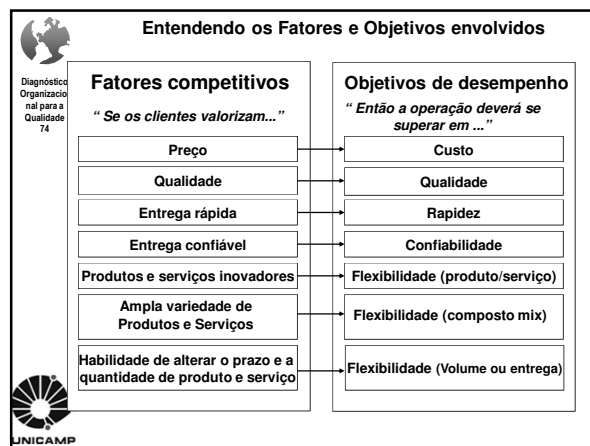 Entendendo os Fatores e Objetivos envolvidos
Diagnóstico
Organizacio
nal para a
Qualidade
74
Fatores competitivos
“ Se os clientes valorizam...”
Objetivos de desempenho
“ Então a operação deverá se
superar em ...”
Preço
Custo
Qualidade
Qualidade
Entrega rápida
Rapidez
Entrega confiável
Confiabilidade
Produtos e serviços inovadores
Flexibilidade (produto/serviço)
Ampla variedade de
Produtos e Serviços
Flexibilidade (composto mix)
Habilidade de alterar o prazo e a
quantidade de produto e serviço
Flexibilidade (Volume ou entrega)
UNICAMP